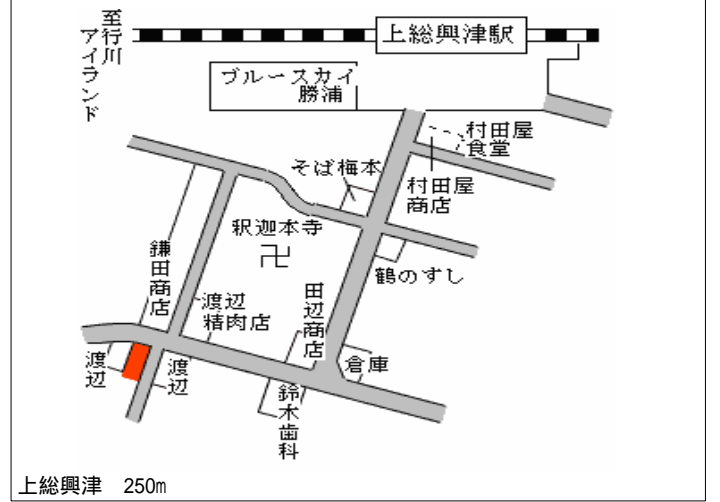 至行川
アイランド
上総興津駅
ブルースカイ
勝浦
村田屋
食堂
そば梅本
村田屋
商店
釈迦本寺
卍
鶴のすし
鎌田商店
渡辺
精肉店
田辺商店
倉庫
渡辺
渡辺
鈴木歯科
上総興津 250m